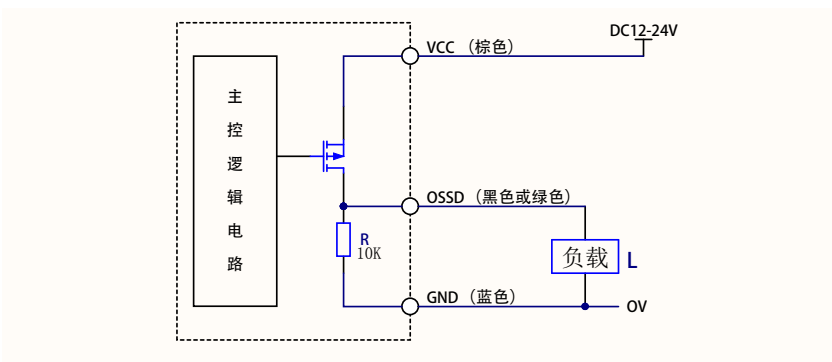 DC12-24V
VCC （棕色）
主
控
逻
辑
电
路
OSSD （黑色或绿色）
R
10K
负载 L
GND （蓝色）
0V